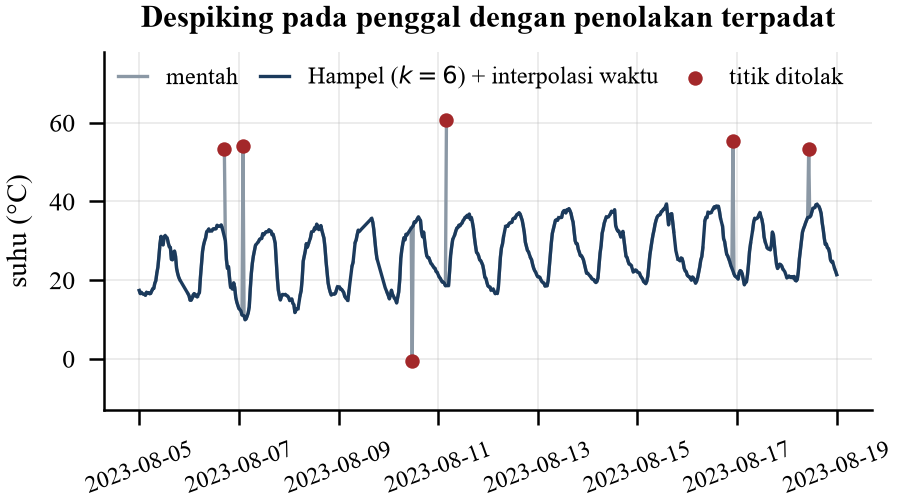 Despiking pada penggal dengan penolakan terpadat
mentah Hampel (k = 6) + interpolasi waktu titik ditolak
suhu (°C)
60
40
20
0
2023-08-05 2023-08-07 2023-08-09 2023-08-11 2023-08-13 2023-08-15 2023-08-17 2023-08-19